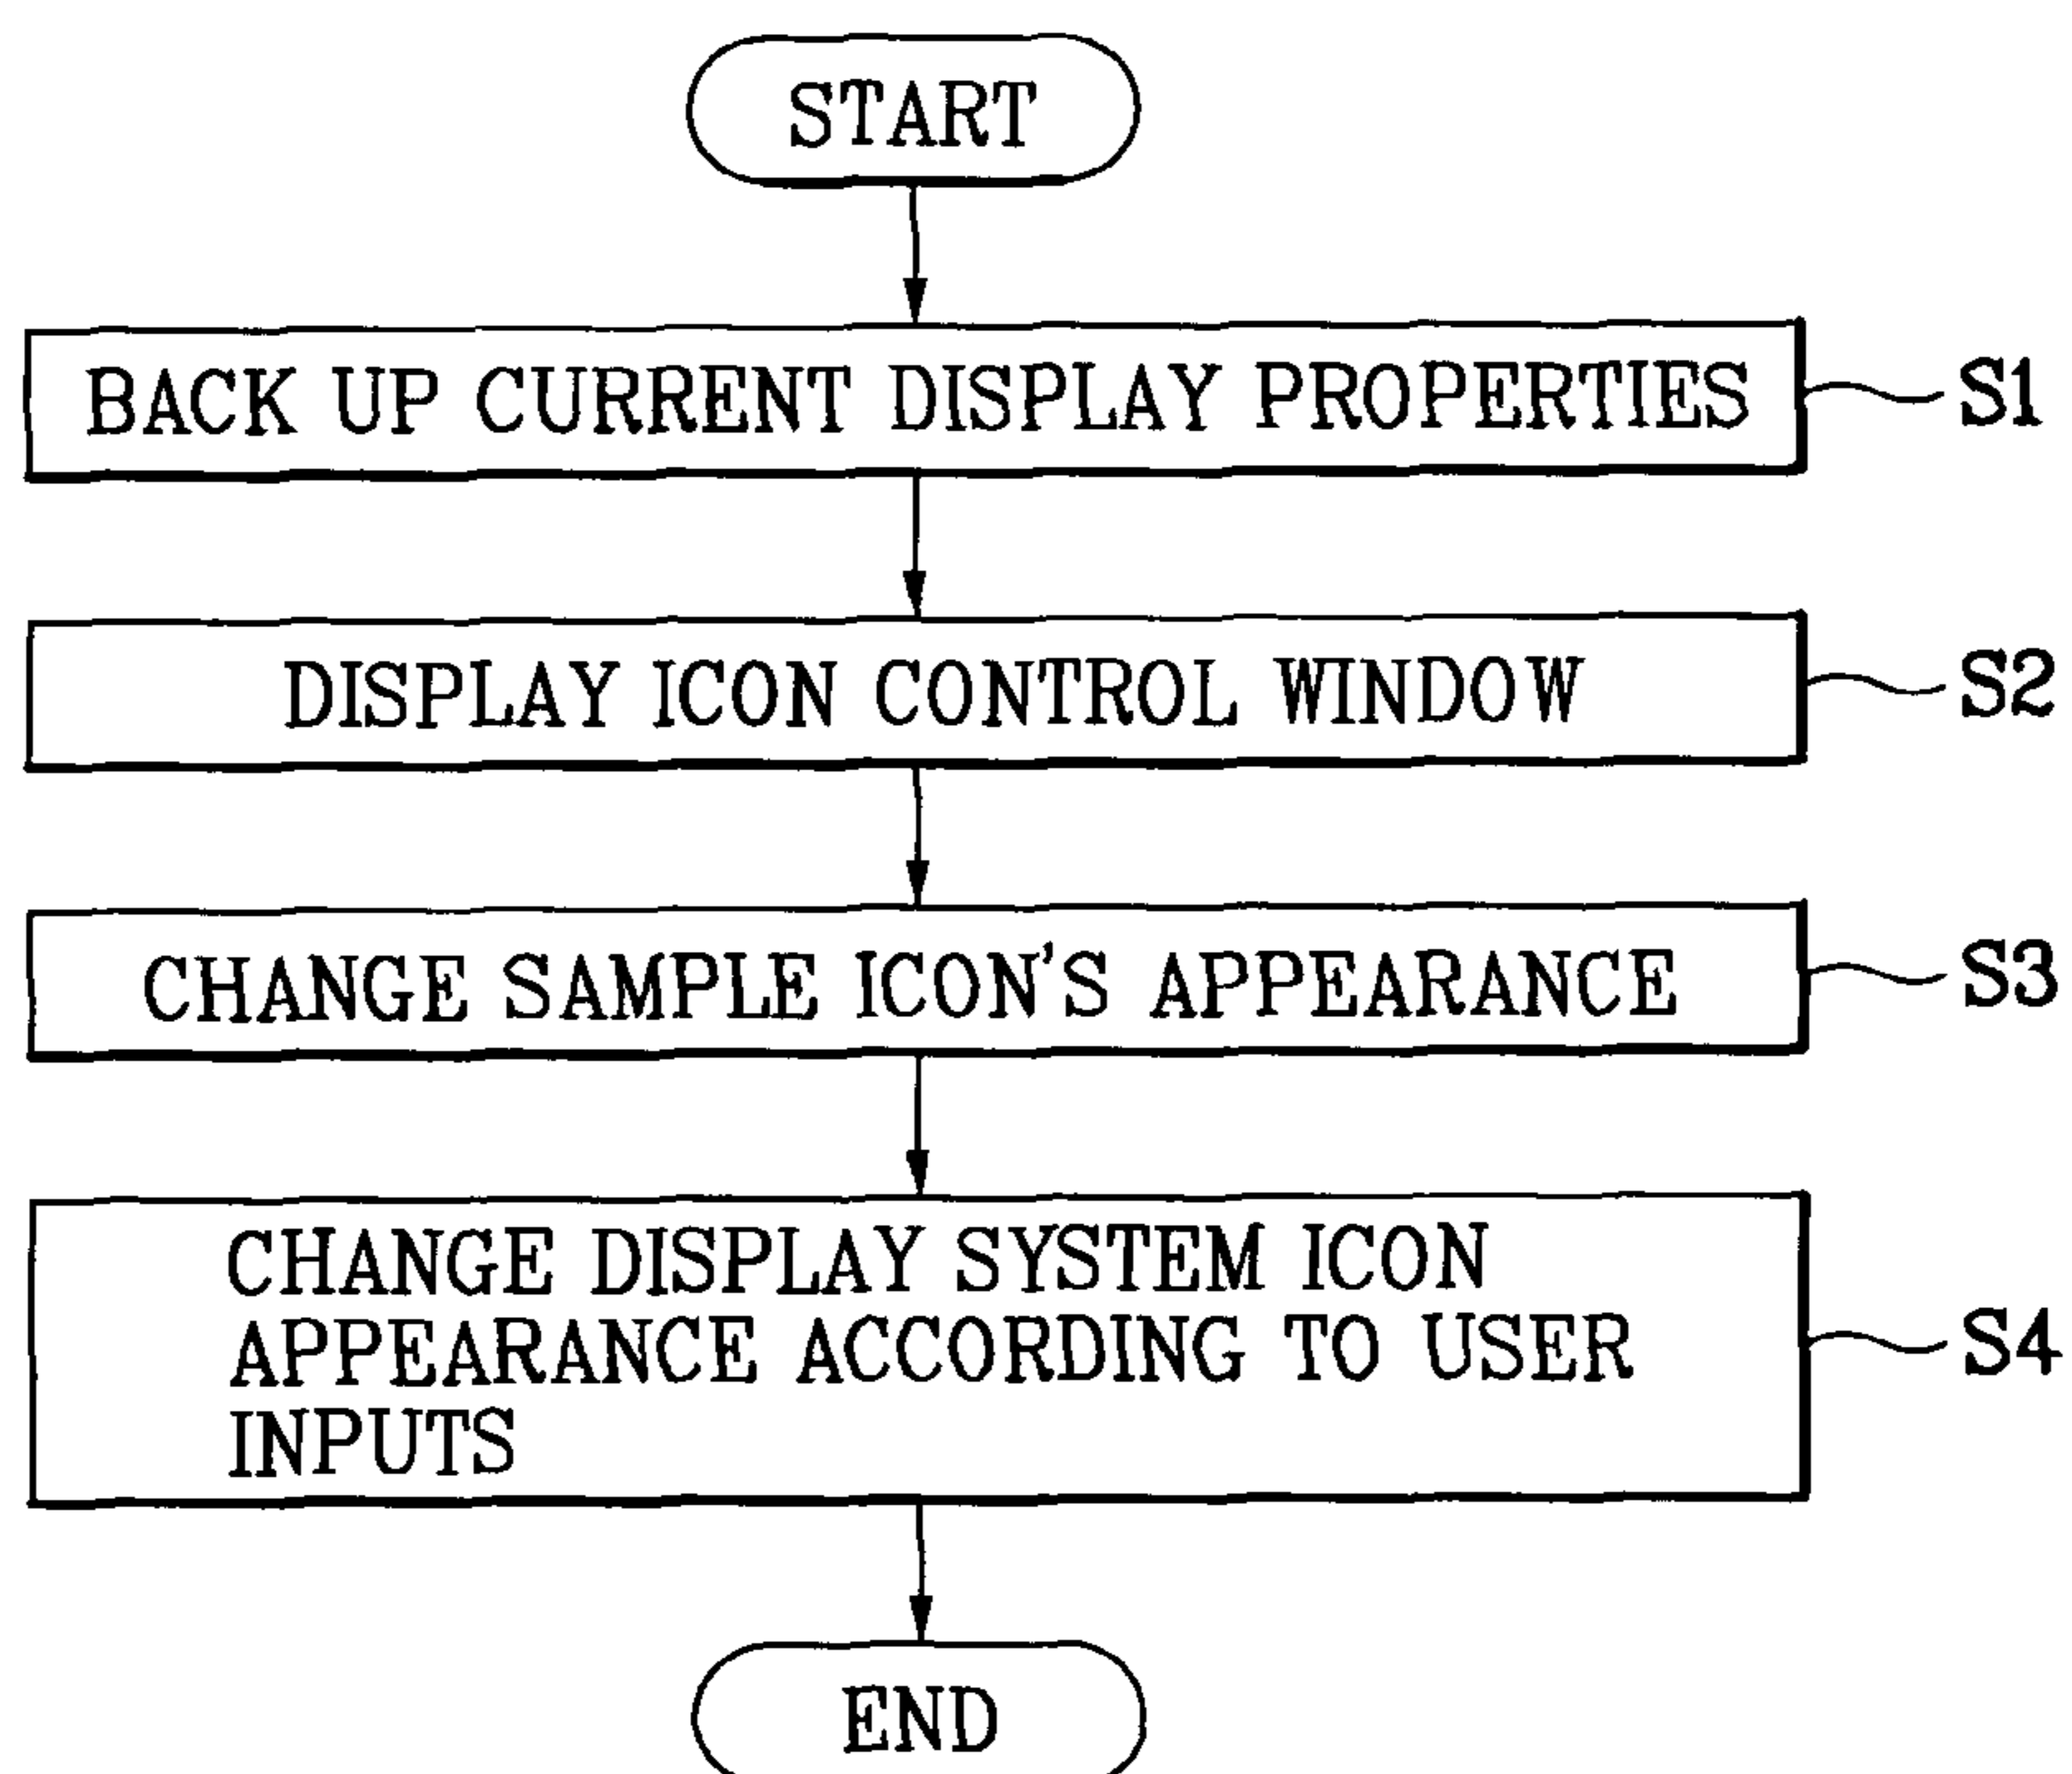 START
BACK UP CURRENT DISPLAY PROPERTIES
S1
DISPLAY ICON CONTROL WINDOW
S2
CHANGE SAMPLE ICON'S APPEARANCE
S3
CHANGE DISPLAY SYSTEM ICON
APPEARANCE ACCORDING TO USER
INPUTS
S4
END